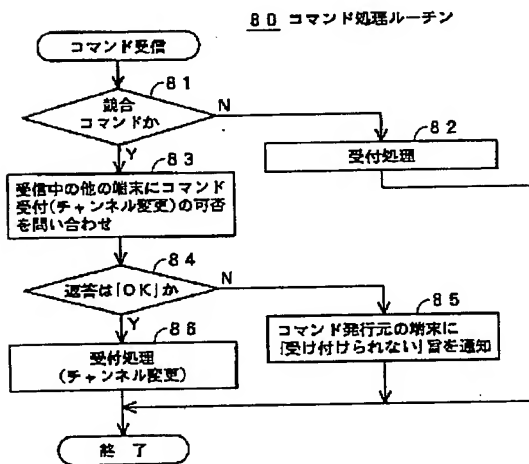 80 コマンド処理ルーチン
コマンド受信
81
競合
コマンドか
N
Y
82
受付処理
83
受信中の他の端末にコマンド
受付(チャンネル変更)の可否
を問い合わせ
84
返答は「OK」か
N
Y
85
コマンド発行元の端末に
「受け付けられない」旨を通知
86
受付処理
(チャンネル変更)
終 了